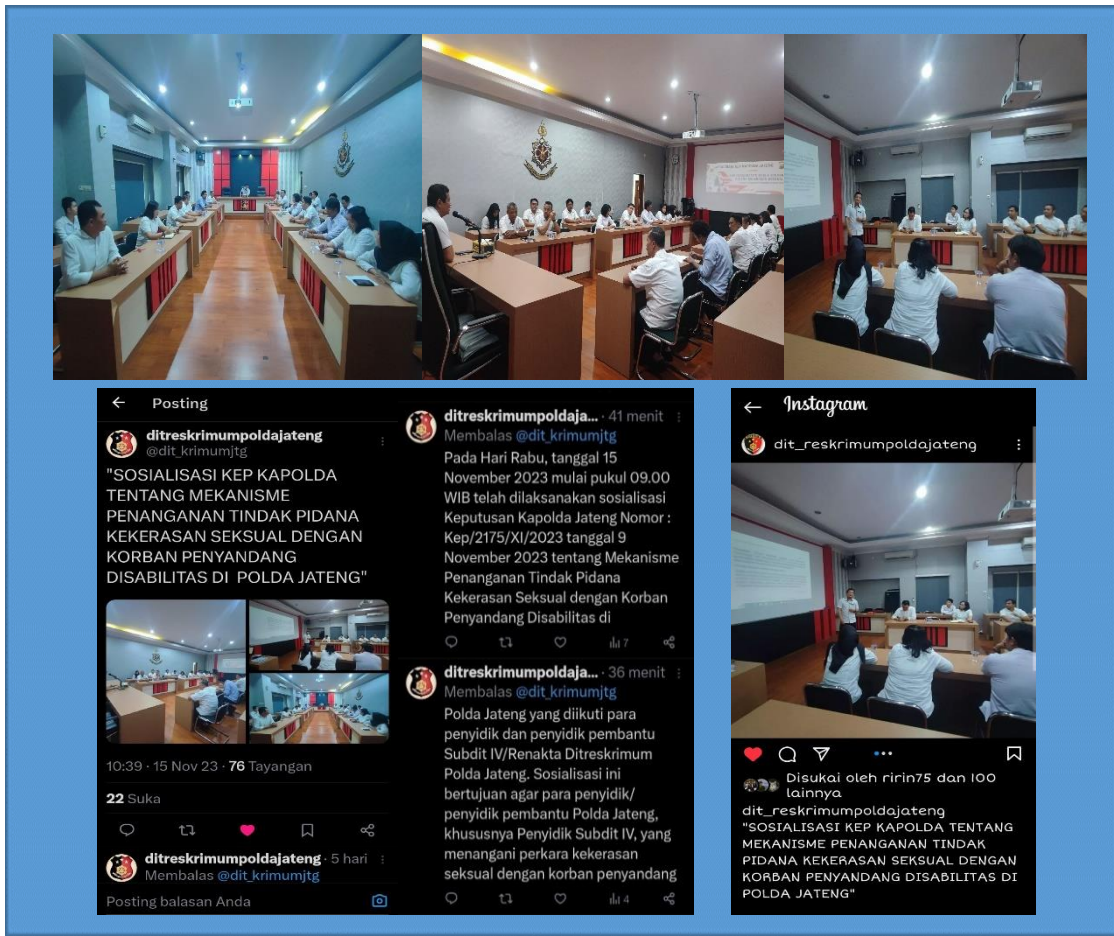 Posting
ditreskrimumpoldajateng
@dit_krimumjtg
"SOSIALISASI KEP KAPOLDA
TENTANG MEKANISME
PENANGANAN TINDAK PIDANA
KEKERASAN SEKSUAL DENGAN
KORBAN PENYANDANG
DISABILITAS DI POLDA JATENG"
10:39 · 15 Nov 23 · 76 Tayangan
22 Suka
ditreskrimumpoldajateng · 5 hari
Membalas @dit_krimumjtg
Posting balasan Anda
ditreskrimumpoldaja... · 41 menit
Membalas @dit_krimumjtg
Pada Hari Rabu, tanggal 15
November 2023 mulai pukul 09.00
WIB telah dilaksanakan sosialisasi
Keputusan Kapolda Jateng Nomor :
Kep/2175/XI/2023 tanggal 9
November 2023 tentang Mekanisme
Penanganan Tindak Pidana
Kekerasan Seksual dengan Korban
Penyandang Disabilitas di
7
ditreskrimumpoldaja... · 36 menit
Membalas @dit_krimumjtg
Polda Jateng yang diikuti para
penyidik dan penyidik pembantu
Subdit IV/Renakta Ditreskrimum
Polda Jateng. Sosialisasi ini
bertujuan agar para penyidik/
penyidik pembantu Polda Jateng,
khususnya Penyidik Subdit IV, yang
menangani perkara kekerasan
seksual dengan korban penyandang
4
Instagram
dit_reskrimumpoldajateng
Disukai oleh ririn75 dan 100
lainnya
dit_reskrimumpoldajateng
"SOSIALISASI KEP KAPOLDA TENTANG
MEKANISME PENANGANAN TINDAK
PIDANA KEKERASAN SEKSUAL DENGAN
KORBAN PENYANDANG DISABILITAS DI
POLDA JATENG"